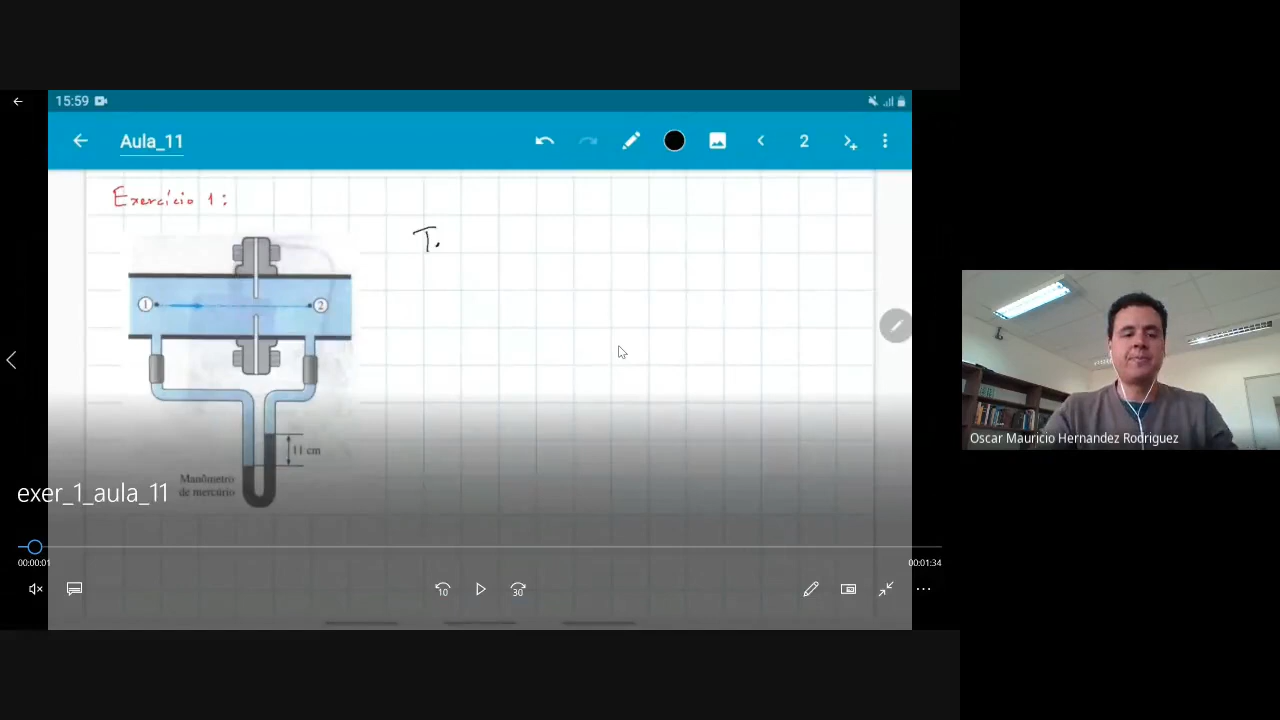 15:59
Aula_11
2
Exercício 1:
T.
1
2
11 cm
Manômetro
de mercúrio
exer_1_aula_11
00:00:01
00:01:34
10
30
Oscar Mauricio Hernandez Rodriguez